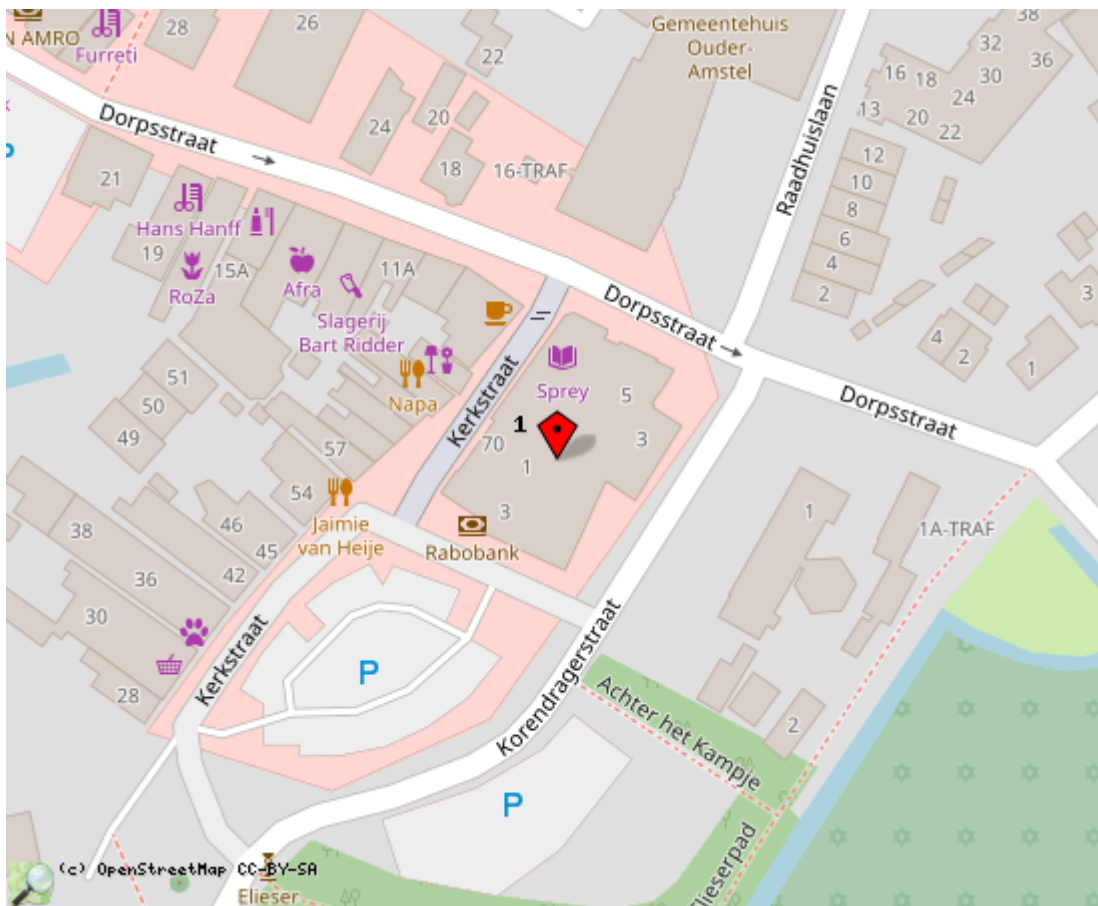 N AMRO
Furreti
28
26
22
Gemeentehuis
Ouder-
Amstel
38
32
36
16
18
30
24
13
20
22
Dorpsstraat
24
20
18
16-TRAF
Raadhuislaan
12
10
8
6
4
2
P
21
Hans Hanff
19
15A
RoZa
Afra
11A
Slagerij
Bart Ridder
Napa
Dorpsstraat
3
4
2
1
Kerkstraat
Sprey
5
3
1
70
1
3
Dorpsstraat
51
50
49
57
54
Jaimie
van Heije
Rabobank
38
46
45
42
36
30
28
1
1A-TRAF
Kerkstraat
P
Korendragerstraat
Achter het Kampje
2
P
Elieserpad
(c) OpenStreetMap CC-BY-SA
Elieser